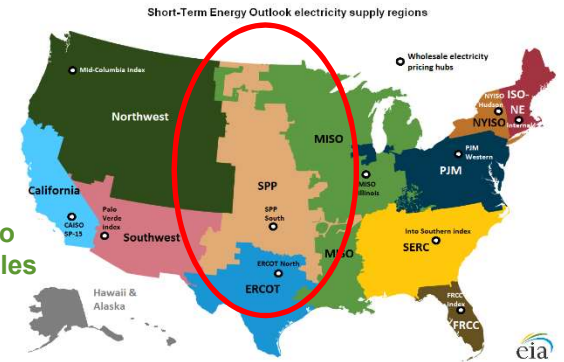 Short-Term Energy Outlook electricity supply regions
Wholesale electricity
pricing hubs
Mid-Columbia index
Northwest
MISO
NYISO
Hudson
ISO-
NE
NYISO
Internal
PJM
Western
PJM
MISO
Illinois
California
SPP
SPP
South
Palo
Verde
index
CAISO
SP-15
Southwest
Into Southern index
SERC
MISO
ERCOT North
ERCOT
o
les
Hawaii &
Alaska
FRCC
index
FRCC
eia